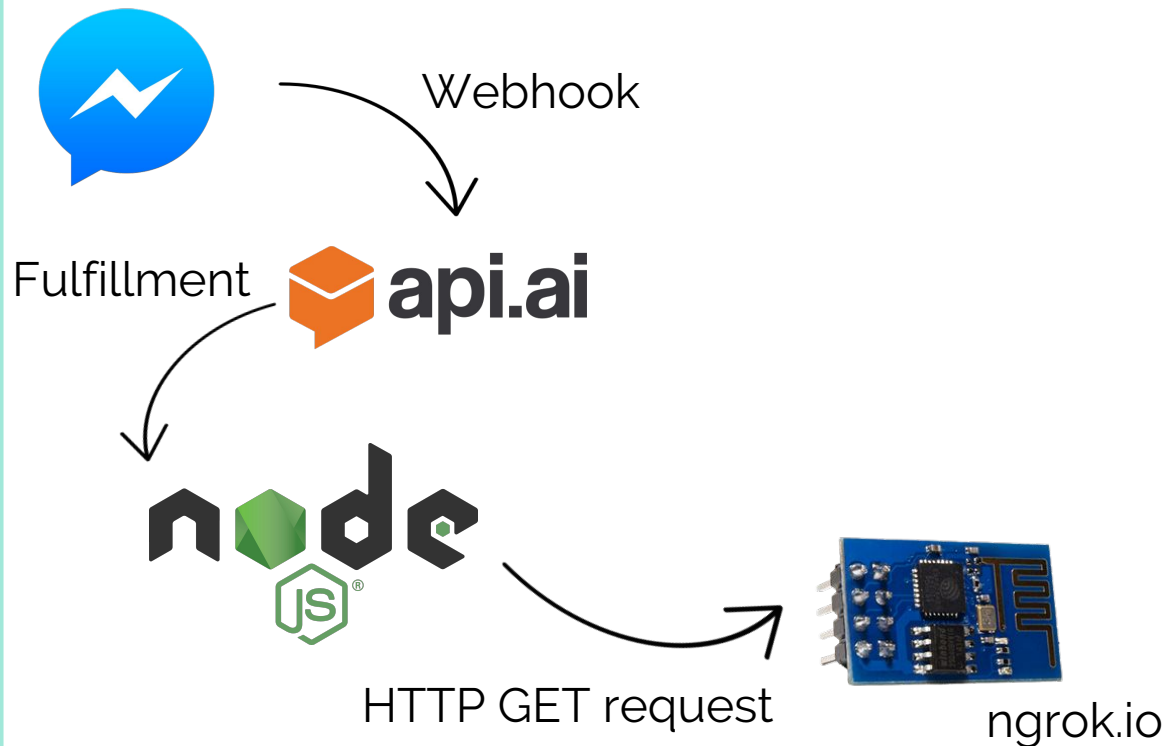 Webhook
Fulfillment
api.ai
node
JS®
HTTP GET request
ngrok.io